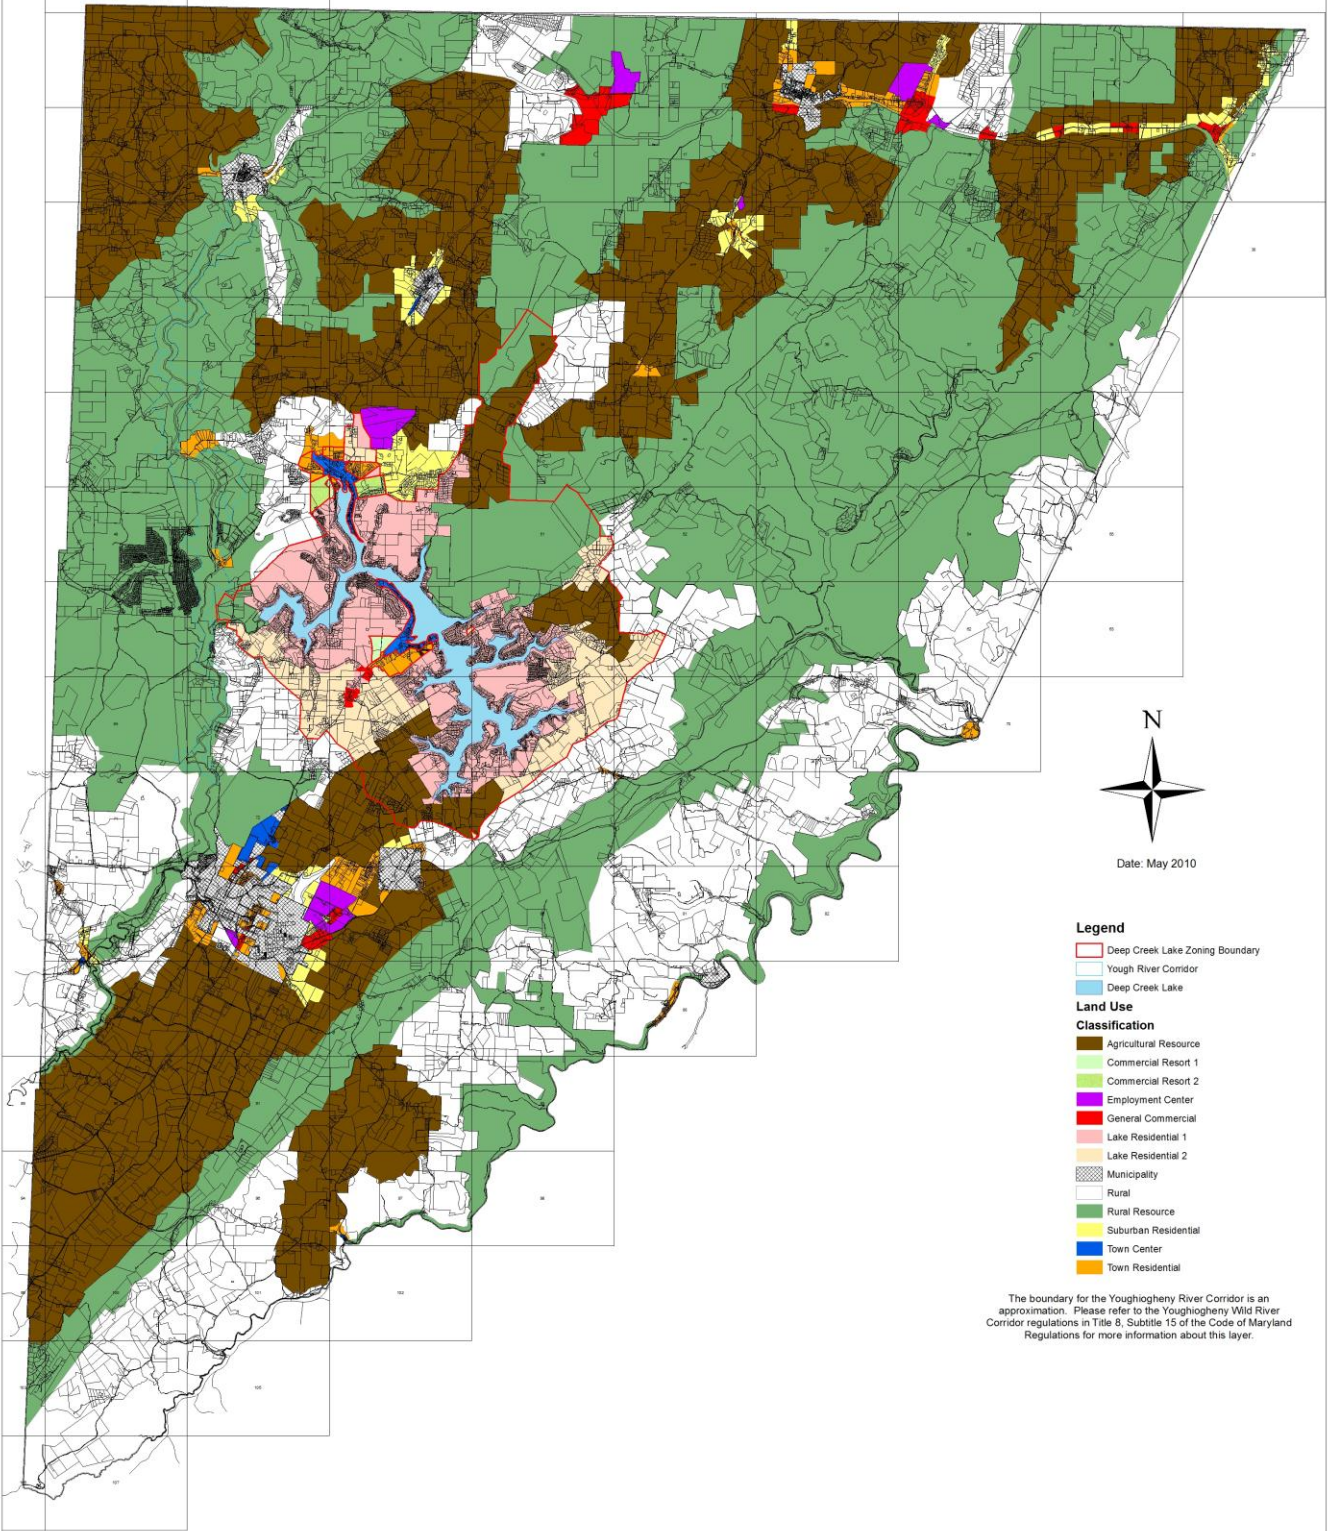 N
Date: May 2010
Legend
Deep Creek Lake Zoning Boundary
Yough River Corridor
Deep Creek Lake
Land Use
Classification
Agricultural Resource
Commercial Resort 1
Commercial Resort 2
Employment Center
General Commercial
Lake Residential 1
Lake Residential 2
Municipality
Rural
Rural Resource
Suburban Residential
Town Center
Town Residential
The boundary for the Youghiogheny River Corridor is an
approximation. Please refer to the Youghiogheny Wild River
Corridor regulations in Title 8, Subtitle 15 of the Code of Maryland
Regulations for more information about this layer.